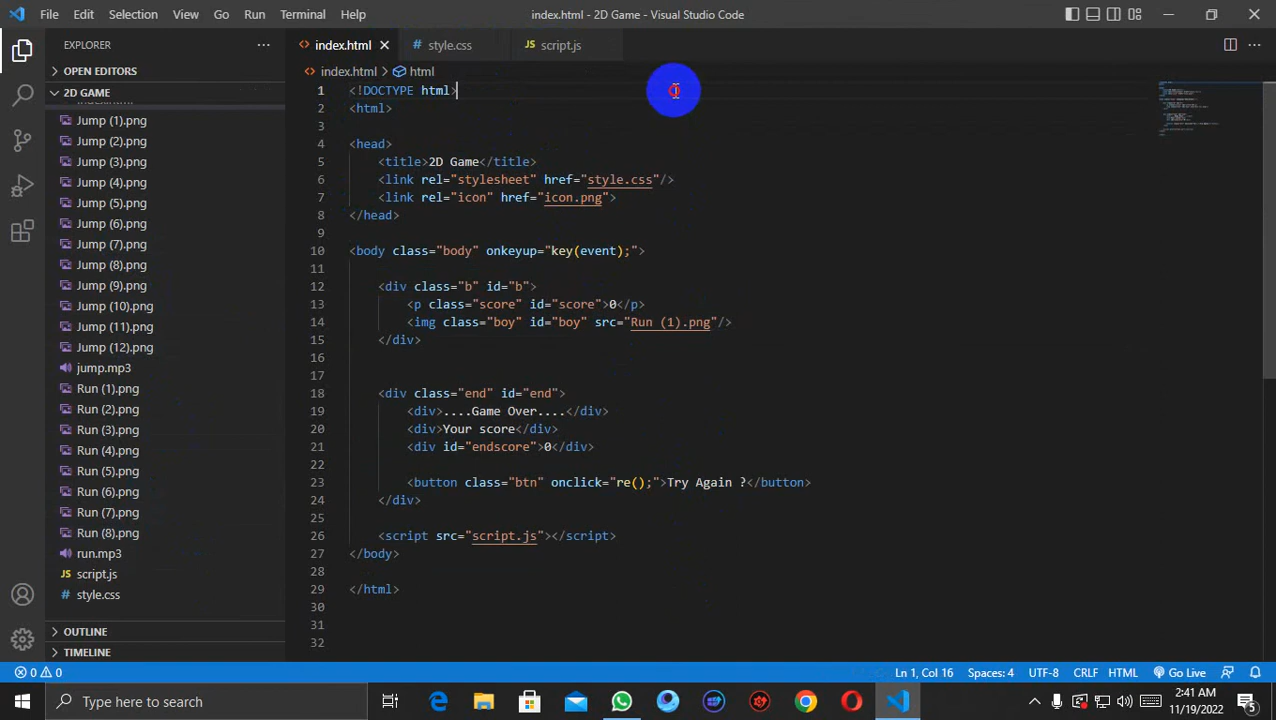 File Edit Selection View Go Run Terminal Help index.html - 2D Game - Visual Studio Code
EXPLORER
OPEN EDITORS
2D GAME
index.html
Jump (1).png
Jump (2).png
Jump (3).png
Jump (4).png
Jump (5).png
Jump (6).png
Jump (7).png
Jump (8).png
Jump (9).png
Jump (10).png
Jump (11).png
Jump (12).png
jump.mp3
Run (1).png
Run (2).png
Run (3).png
Run (4).png
Run (5).png
Run (6).png
Run (7).png
Run (8).png
run.mp3
script.js
style.css
OUTLINE
TIMELINE
index.html style.css script.js
index.html > html
1 <!DOCTYPE html>
2 <html>
3
4 <head>
5 <title>2D Game</title>
6 <link rel="stylesheet" href="style.css"/>
7 <link rel="icon" href="icon.png">
8 </head>
9
10 <body class="body" onkeyup="key(event);">
11
12 <div class="b" id="b">
13 <p class="score" id="score">0</p>
14 <img class="boy" id="boy" src="Run (1).png"/>
15 </div>
16
17
18 <div class="end" id="end">
19 <div>....Game Over....</div>
20 <div>Your score</div>
21 <div id="endscore">0</div>
22
23 <button class="btn" onclick="re();">Try Again ?</button>
24 </div>
25
26 <script src="script.js"></script>
27 </body>
28
29 </html>
30
31
32
0 0 Ln 1, Col 16 Spaces: 4 UTF-8 CRLF HTML Go Live
Type here to search
2:41 AM
11/19/2022
5